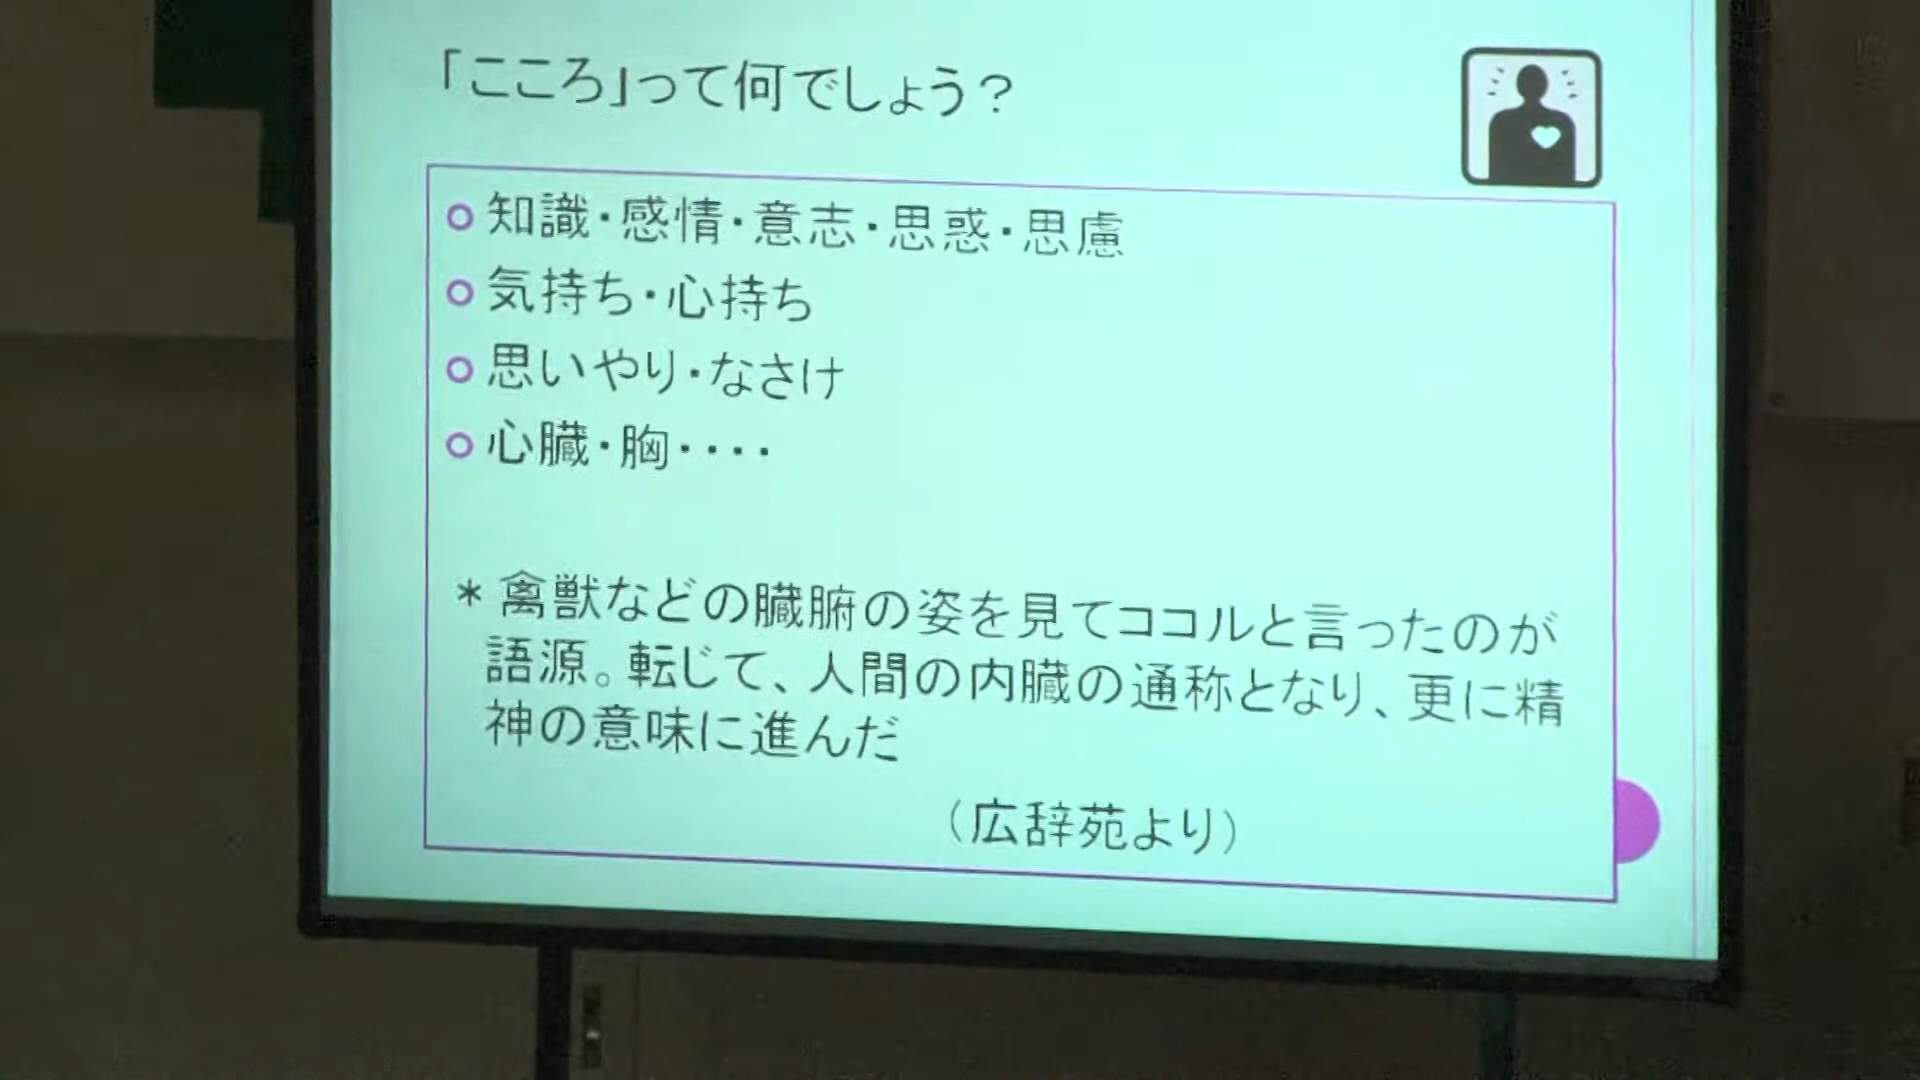 「こころ」って何でしょう？
知識・感情・意志・思惑・思慮
気持ち・心持ち
思いやり・なさけ
心臓・胸・・・・
＊禽獣などの臓腑の姿を見てココルと言ったのが
語源。転じて、人間の内臓の通称となり、更に精
神の意味に進んだ
（広辞苑より）